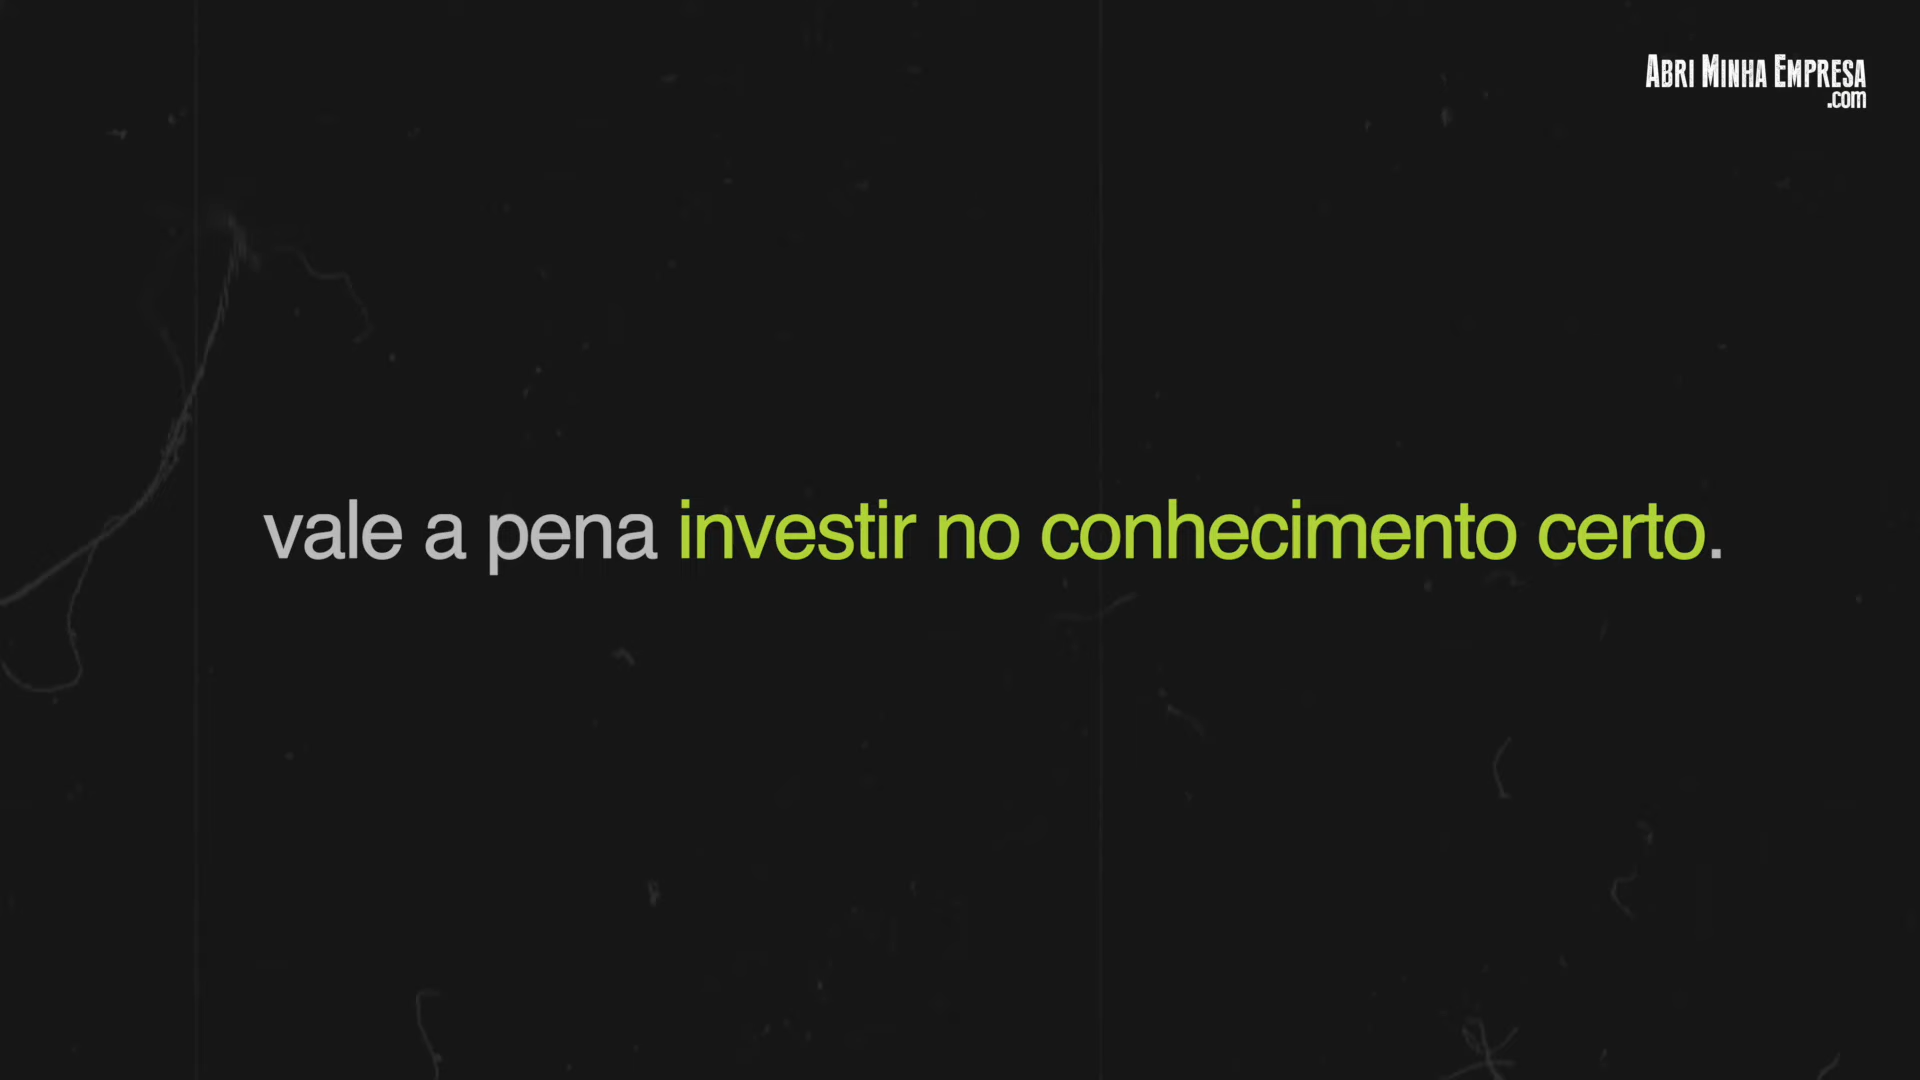 ABRI MINHA EMPRESA
.com
vale a pena investir no conhecimento certo.